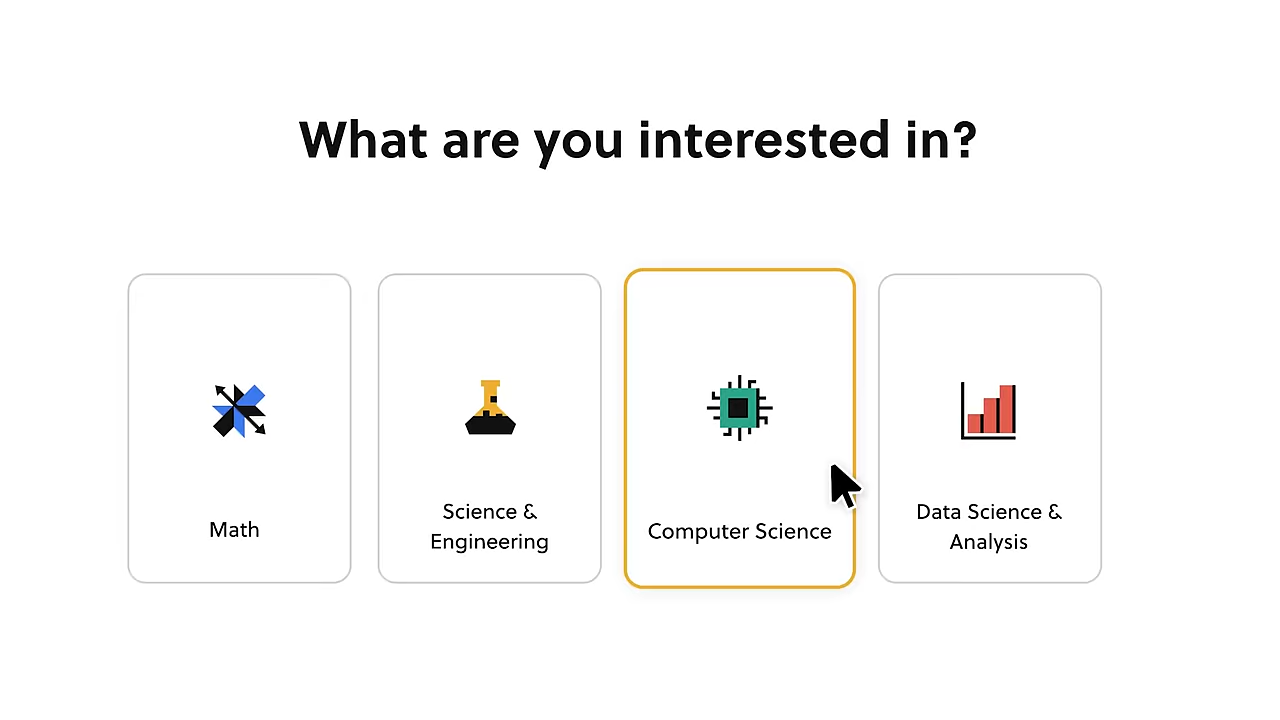 What are you interested in?
Math
Science &
Engineering
Computer Science
Data Science &
Analysis